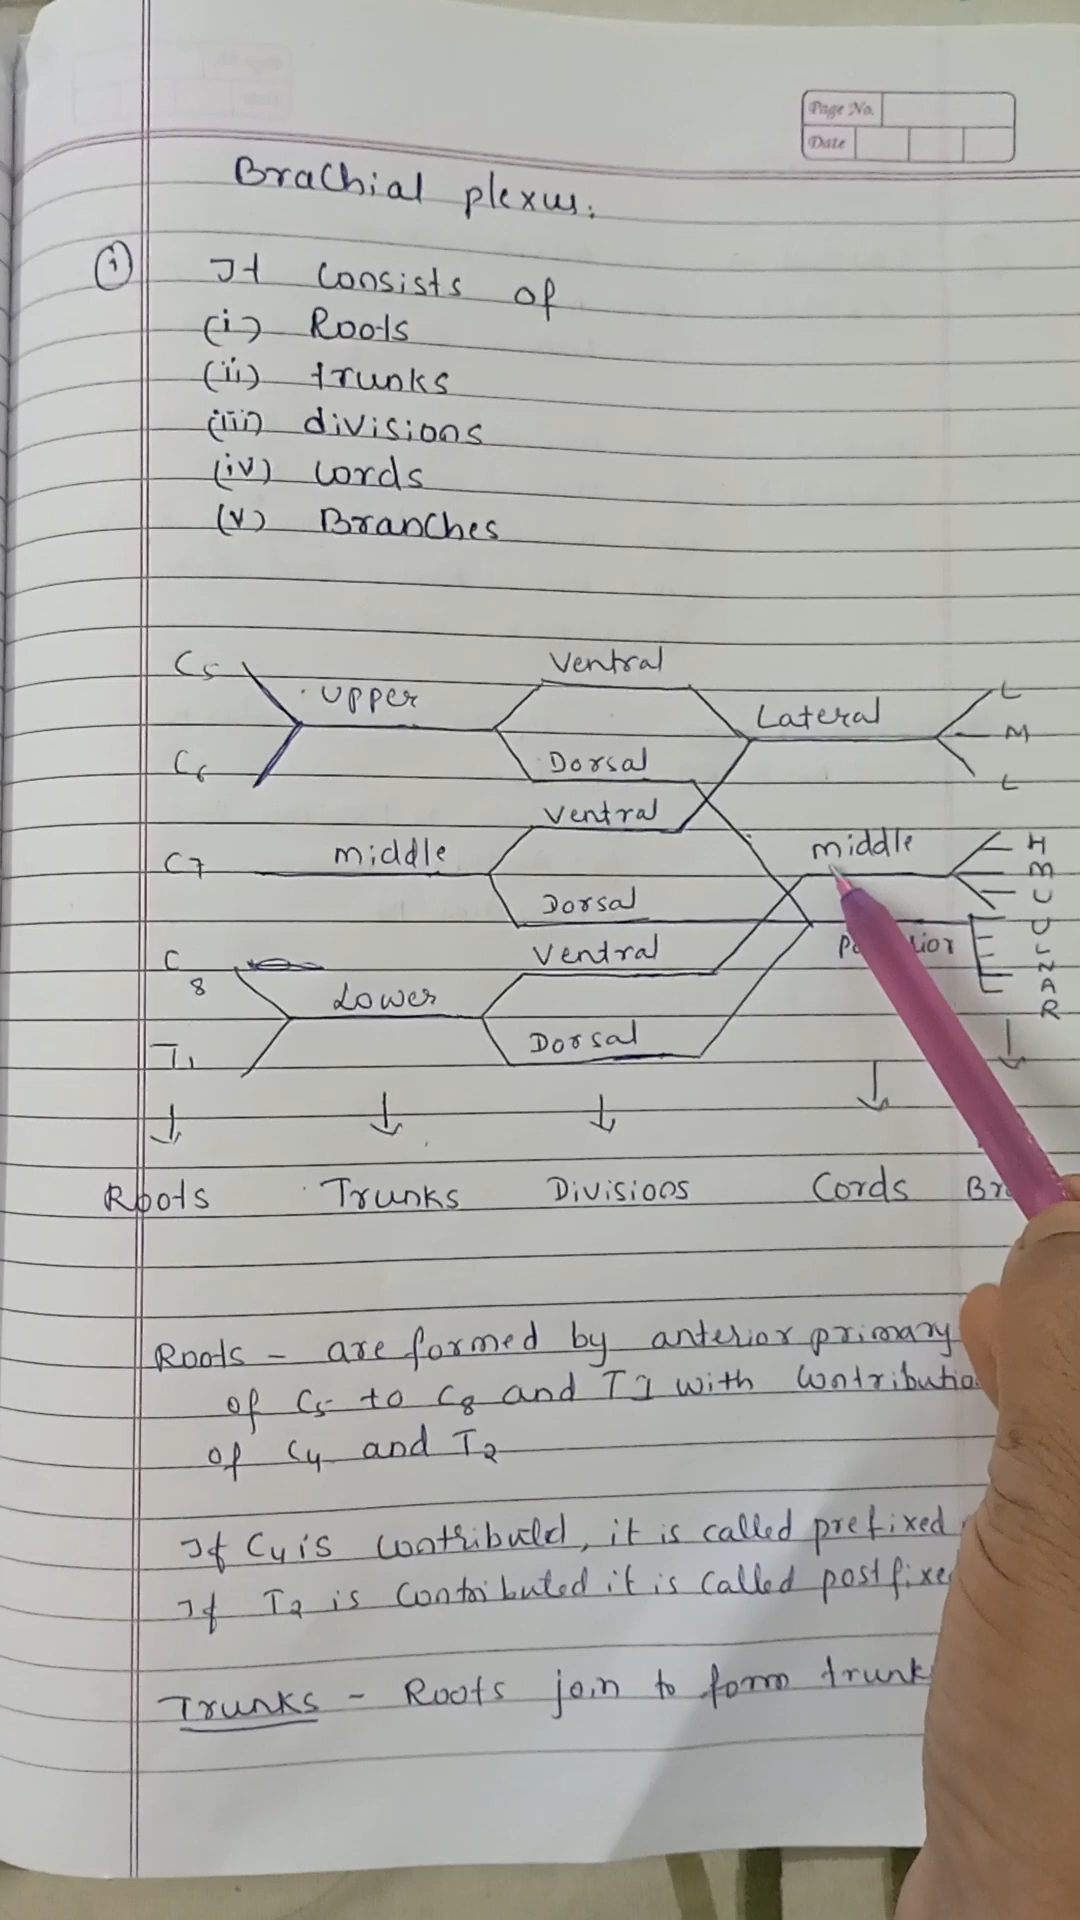 Page No.
Date
Brachial plexus.
(i) It consists of
(i) Roots
(ii) trunks
(iii) divisions
(iv) cords
(v) Branches
C5 Upper Ventral Lateral L
M
C6 Dorsal L
Ventral
C7 middle middle H
M
U
Dorsal
C8 Ventral
Lower
T1 Dorsal
U
L
N
A
R
Roots Trunks Divisions Cords
Roots - are formed by anterior primary
of C5 to C8 and T1 with contributio
of C4 and T2
If C4 is contributed, it is called prefixed
If T2 is contributed it is called postfixe
Trunks - Roots join to form trunk